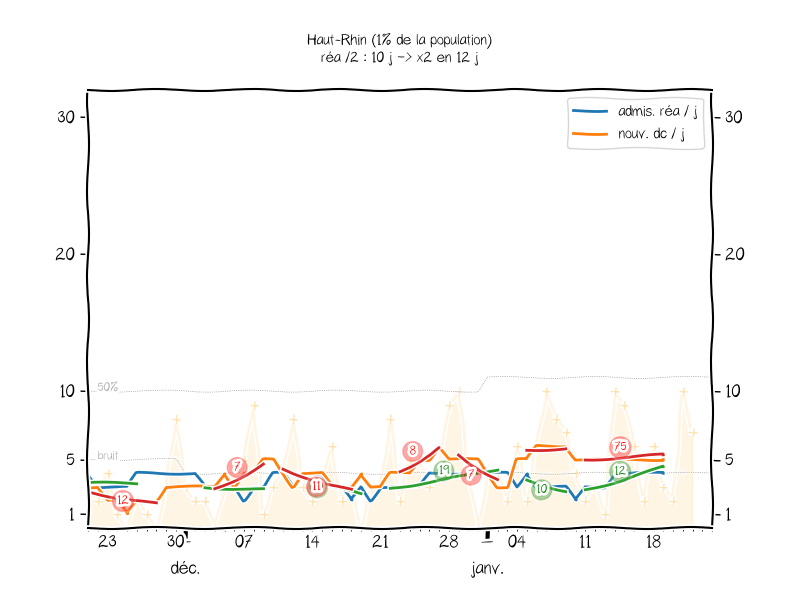 Haut-Rhin (1% de la population)
réa /2 : 10 j -> x2 en 12 j
admis. réa / j
nouv. dc / j
30 30
20 20
50%
10 10
8 75
7 19 7 12
bruit
5 5
12 11 10
1 1
23 30 07 14 21 28 04 11 18
déc. janv.